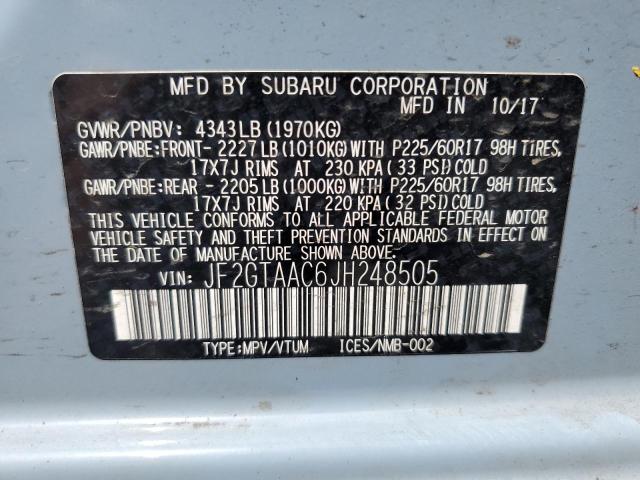 MFD BY SUBARU CORPORATION
MFD IN 10/17
GVWR/PNBV: 4343LB (1970KG)
GAWR/PNBE:FRONT- 2227LB (1010KG)WITH P225/60R17 98H TIRES,
17X7J RIMS AT 230 KPA (33 PSI)COLD
GAWR/PNBE:REAR - 2205LB (1000KG)WITH P225/60R17 98H TIRES,
17X7J RIMS AT 220 KPA (32 PSI)COLD
THIS VEHICLE CONFORMS TO ALL APPLICABLE FEDERAL MOTOR
VEHICLE SAFETY AND THEFT PREVENTION STANDARDS IN EFFECT ON
THE DATE OF MANUFACTURE SHOWN ABOVE.
VIN: JF2GTAAC6JH248505
TYPE:MPV/VTUM ICES/NMB-002